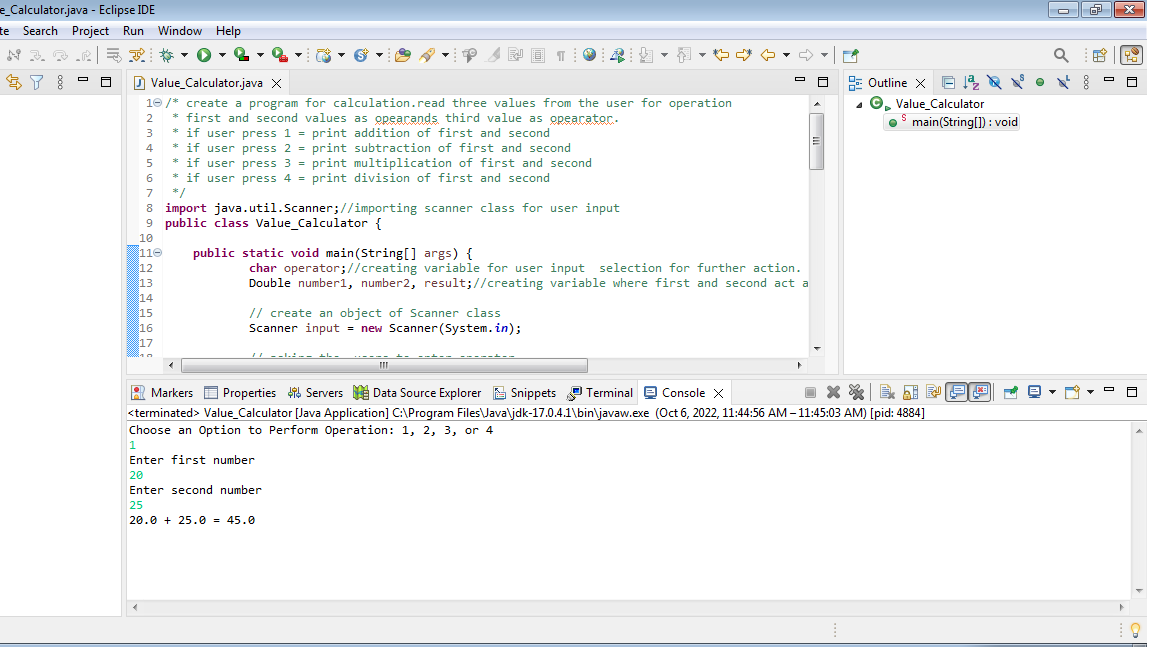 e_Calculator.java - Eclipse IDE
te Search Project Run Window Help
Value_Calculator.java
Outline
1 /* create a program for calculation.read three values from the user for operation
2 * first and second values as opearands third value as opearator.
3 * if user press 1 = print addition of first and second
4 * if user press 2 = print subtraction of first and second
5 * if user press 3 = print multiplication of first and second
6 * if user press 4 = print division of first and second
7 */
8 import java.util.Scanner;//importing scanner class for user input
9 public class Value_Calculator {
10
11 public static void main(String[] args) {
12 char operator;//creating variable for user input  selection for further action.
13 Double number1, number2, result;//creating variable where first and second act a
14
15 // create an object of Scanner class
16 Scanner input = new Scanner(System.in);
17
18 // asking the  users to enter operator
Value_Calculator
main(String[]) : void
Markers Properties Servers Data Source Explorer Snippets Terminal Console
<terminated> Value_Calculator [Java Application] C:\Program Files\Java\jdk-17.0.4.1\bin\javaw.exe (Oct 6, 2022, 11:44:56 AM – 11:45:03 AM) [pid: 4884]
Choose an Option to Perform Operation: 1, 2, 3, or 4
1
Enter first number
20
Enter second number
25
20.0 + 25.0 = 45.0